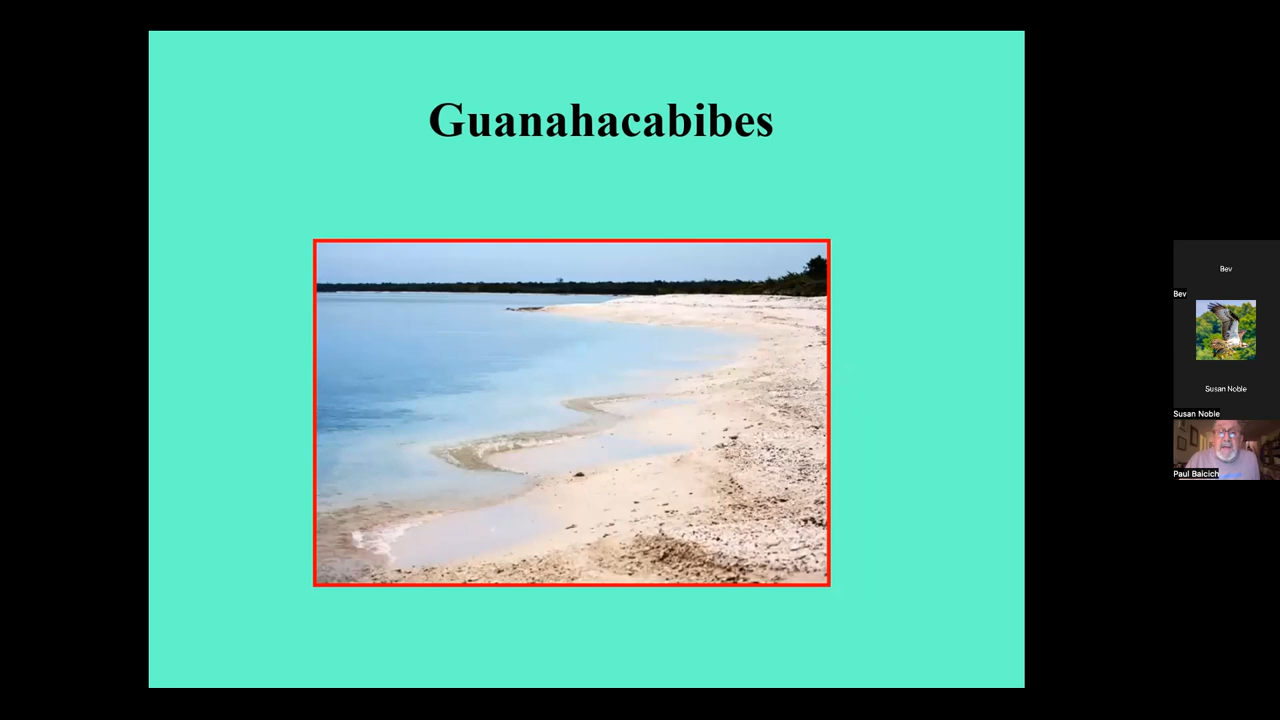 Guanahacabibes
Bev
Bev
Susan Noble
Susan Noble
Paul Baicich